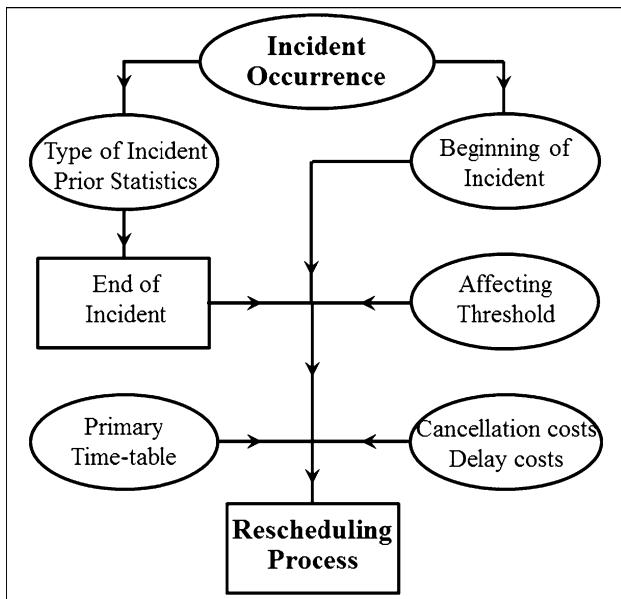 Incident
Occurrence
Type of Incident
Prior Statistics
Beginning of
Incident
End of
Incident
Affecting
Threshold
Primary
Time-table
Cancellation costs
Delay costs
Rescheduling
Process